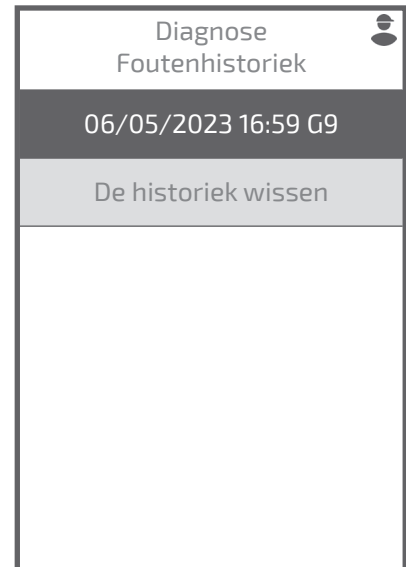 Diagnose
Foutenhistoriek
06/05/2023 16:59 G9
De historiek wissen